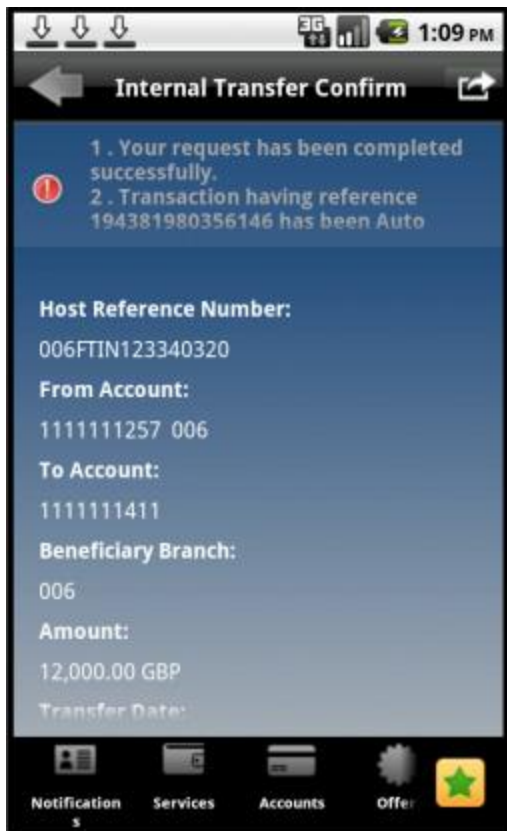 3G
1:09 PM
Internal Transfer Confirm
1 . Your request has been completed
successfully.
2 . Transaction having reference
194381980356146 has been Auto
Host Reference Number:
006FTIN123340320
From Account:
1111111257 006
To Account:
1111111411
Beneficiary Branch:
006
Amount:
12,000.00 GBP
Transfer Date:
Notification
s
Services
Accounts
Offer